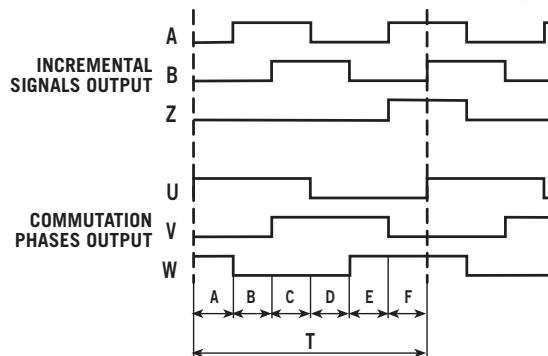 A
INCREMENTAL
SIGNALS OUTPUT
B
Z
U
COMMUTATION
PHASES OUTPUT
V
W
A B C D E F
T